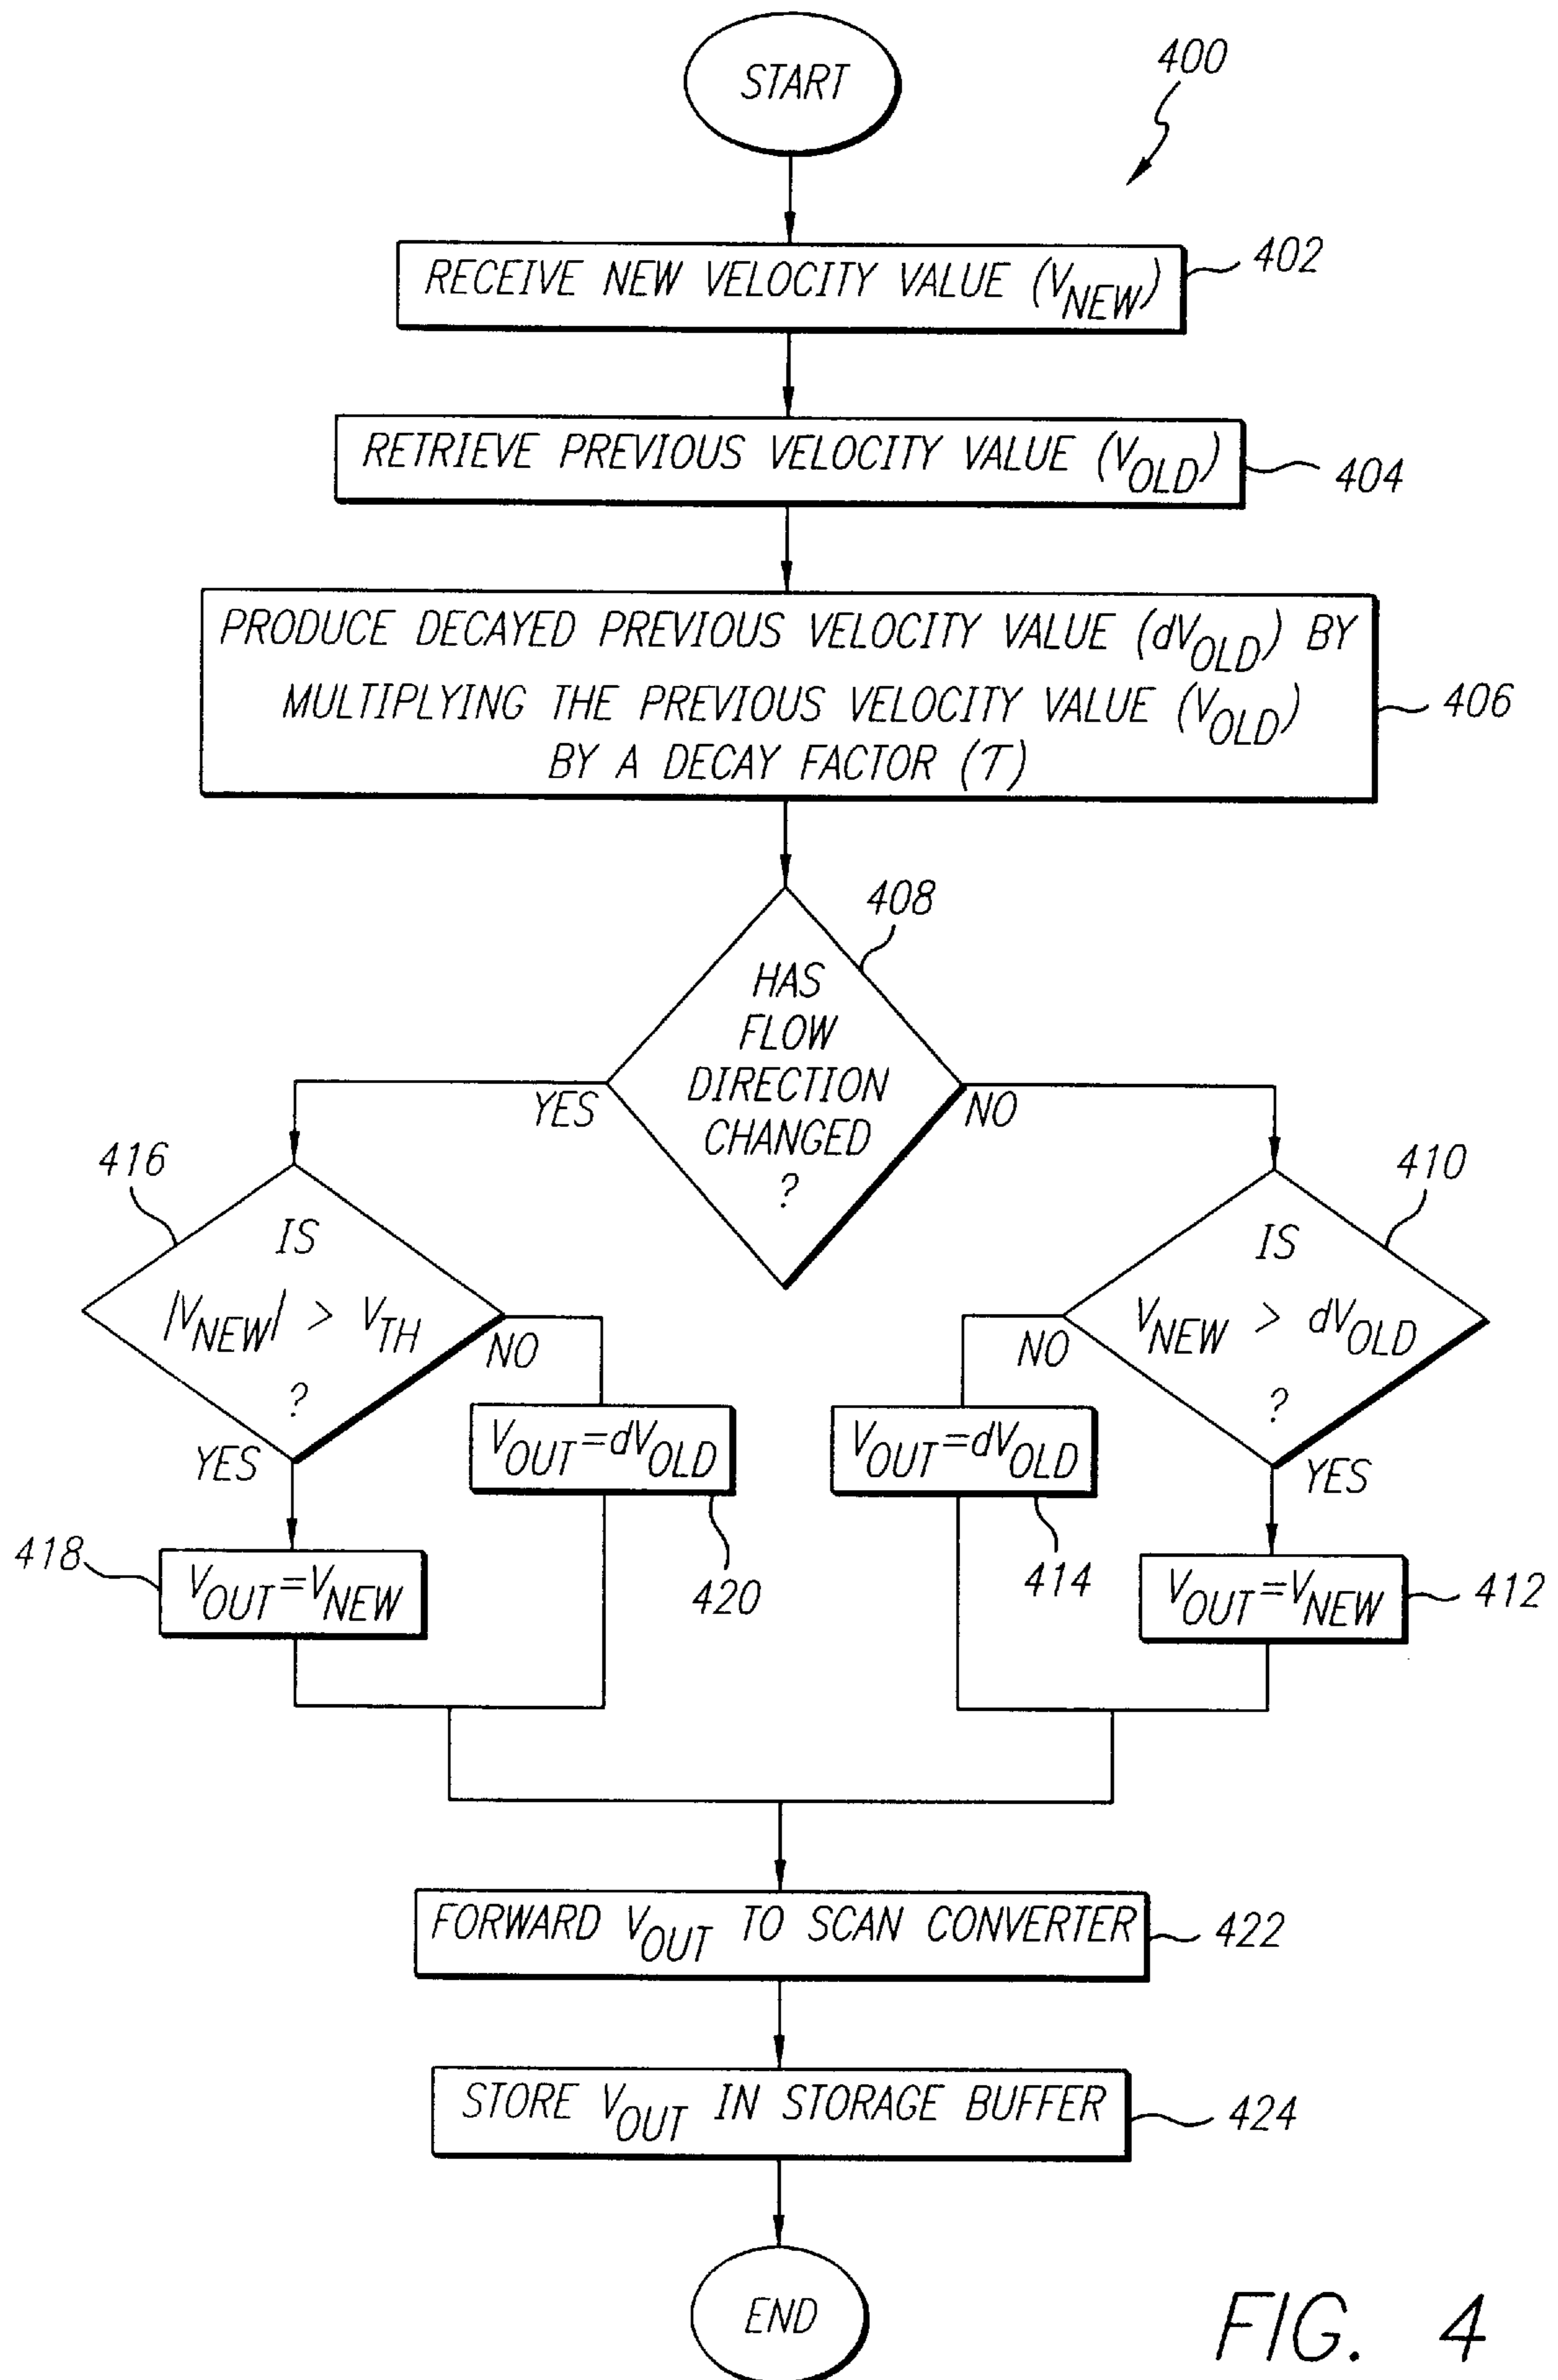 START
400
RECEIVE NEW VELOCITY VALUE (VNEW)
402
RETRIEVE PREVIOUS VELOCITY VALUE (VOLD)
404
PRODUCE DECAYED PREVIOUS VELOCITY VALUE (dVOLD) BY
MULTIPLYING THE PREVIOUS VELOCITY VALUE (VOLD)
BY A DECAY FACTOR (τ)
406
408
HAS
FLOW
DIRECTION
CHANGED
?
YES
NO
416
IS
|VNEW| > VTH
?
NO
YES
410
IS
VNEW > dVOLD
?
NO
YES
VOUT=dVOLD
420
VOUT=dVOLD
414
418
VOUT=VNEW
VOUT=VNEW
412
FORWARD VOUT TO SCAN CONVERTER
422
STORE VOUT IN STORAGE BUFFER
424
END
FIG. 4